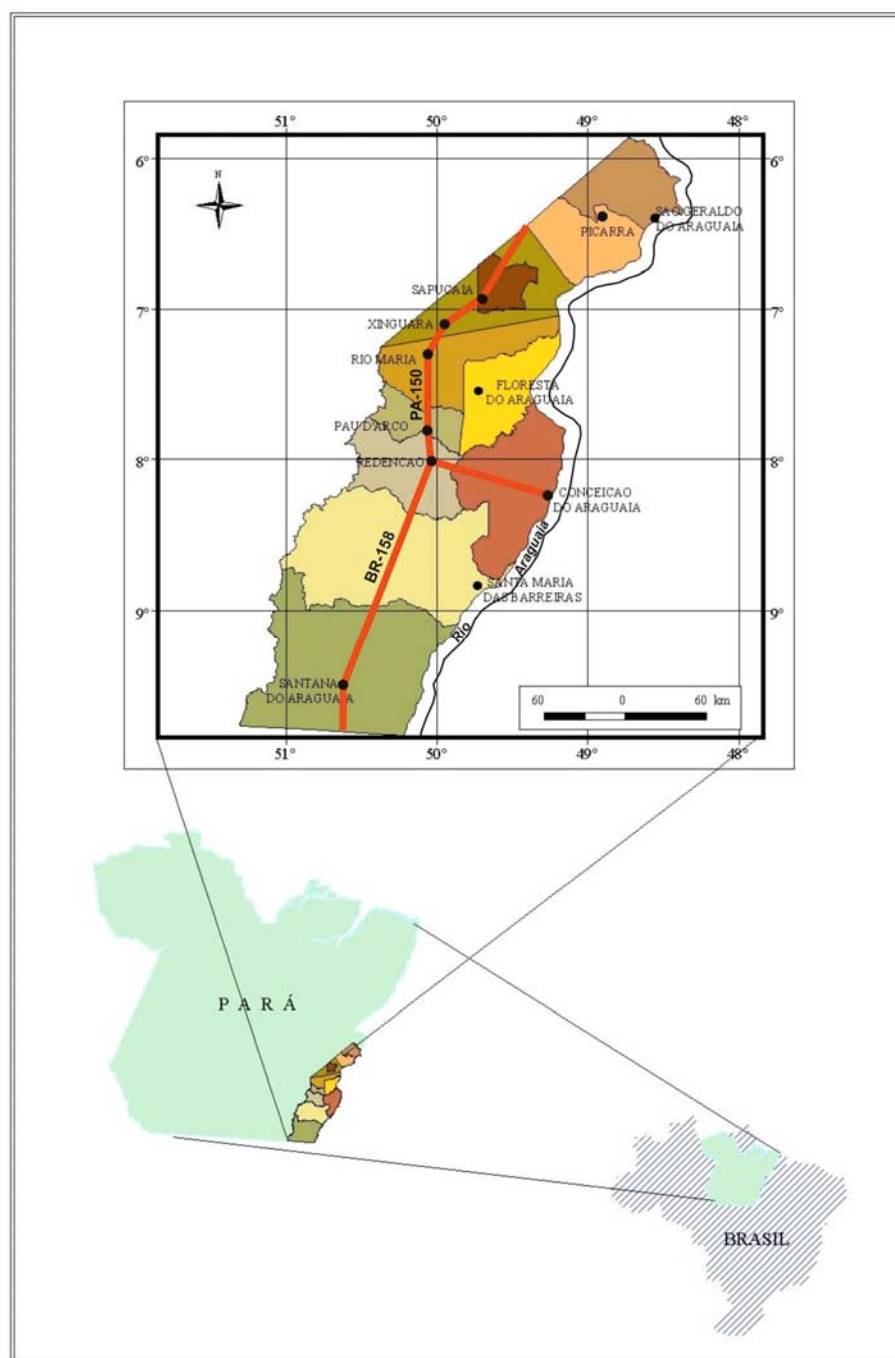 51° 50° 49° 48°
6° 6°
N
SAO GERALDO
DO ARAGUAIA
PICARRA
SAPUCAIA
7° 7°
XINGUARA
RIO MARIA
PA-150
FLORESTA
DO ARAGUAIA
PAU D'ARCO
8° 8°
REDENCAO
CONCEICAO
DO ARAGUAIA
BR-158
Rio Araguaia
SANTA MARIA
DAS BARREIRAS
9° 9°
SANTANA
DO ARAGUAIA
60 0 60 km
51° 50° 49° 48°
PARÁ
BRASIL